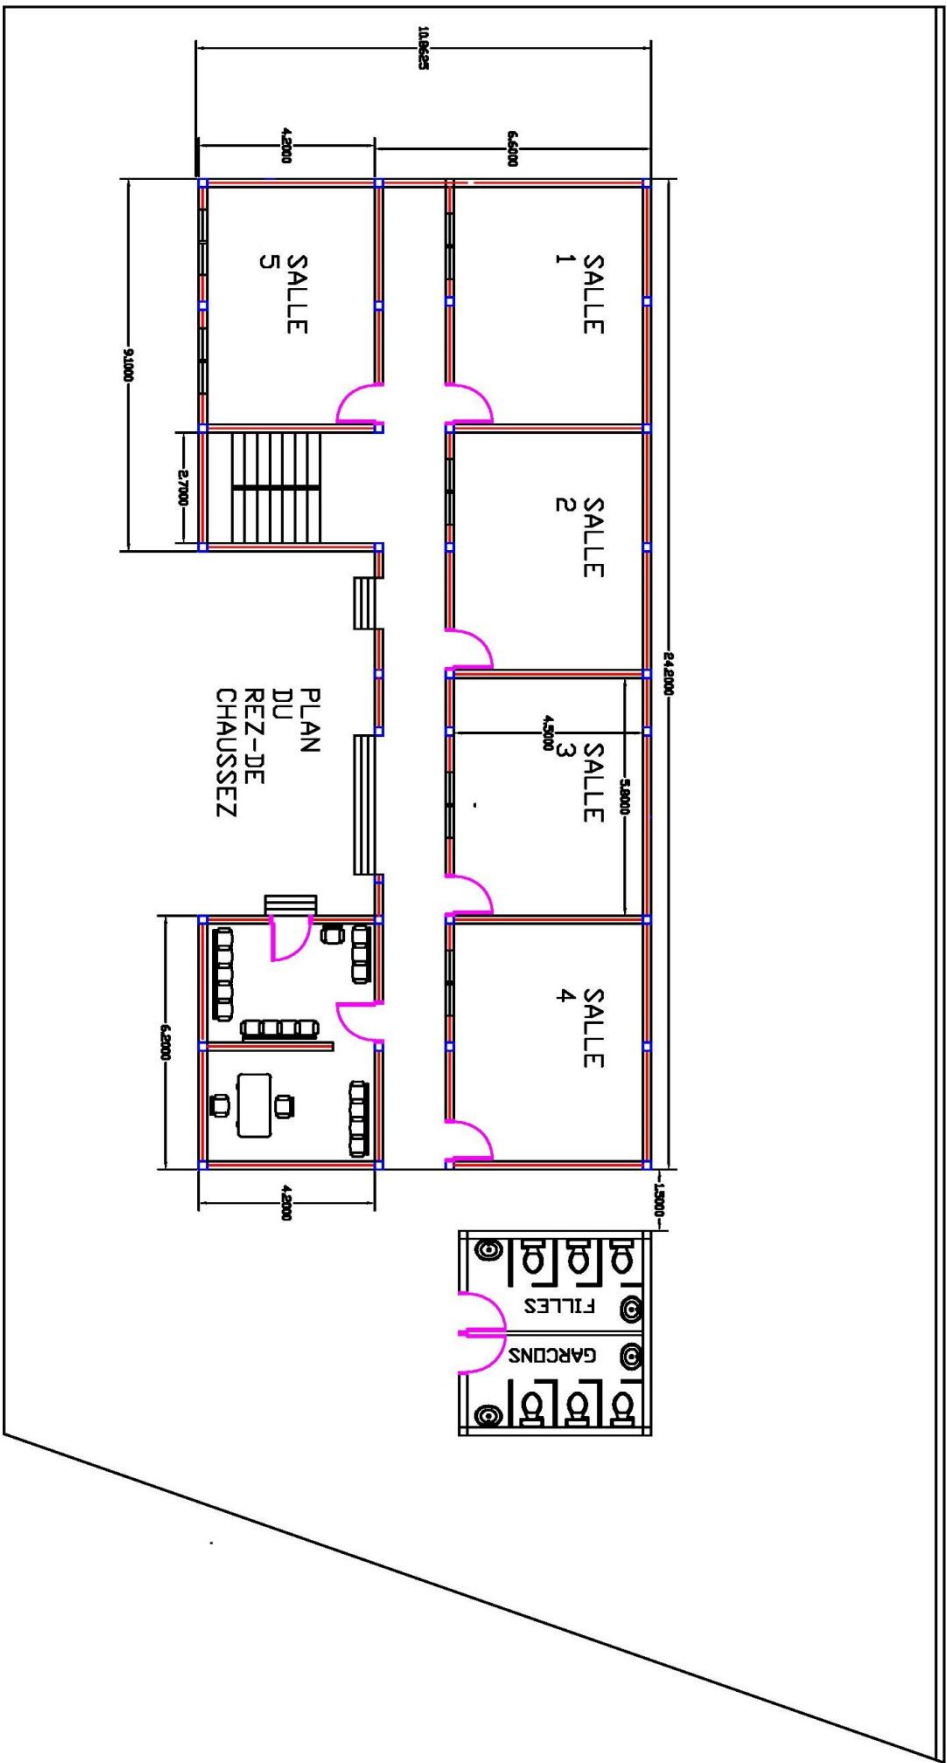 24.2000
1.5000
10.8625
6.6000
4.2000
SALLE
1
SALLE
2
SALLE
3
SALLE
4
5.8000
4.5000
SALLE
5
9.1000
2.7000
PLAN
DU
REZ-DE
CHAUSSEZ
6.2000
4.2000
FILLES
GARCONS